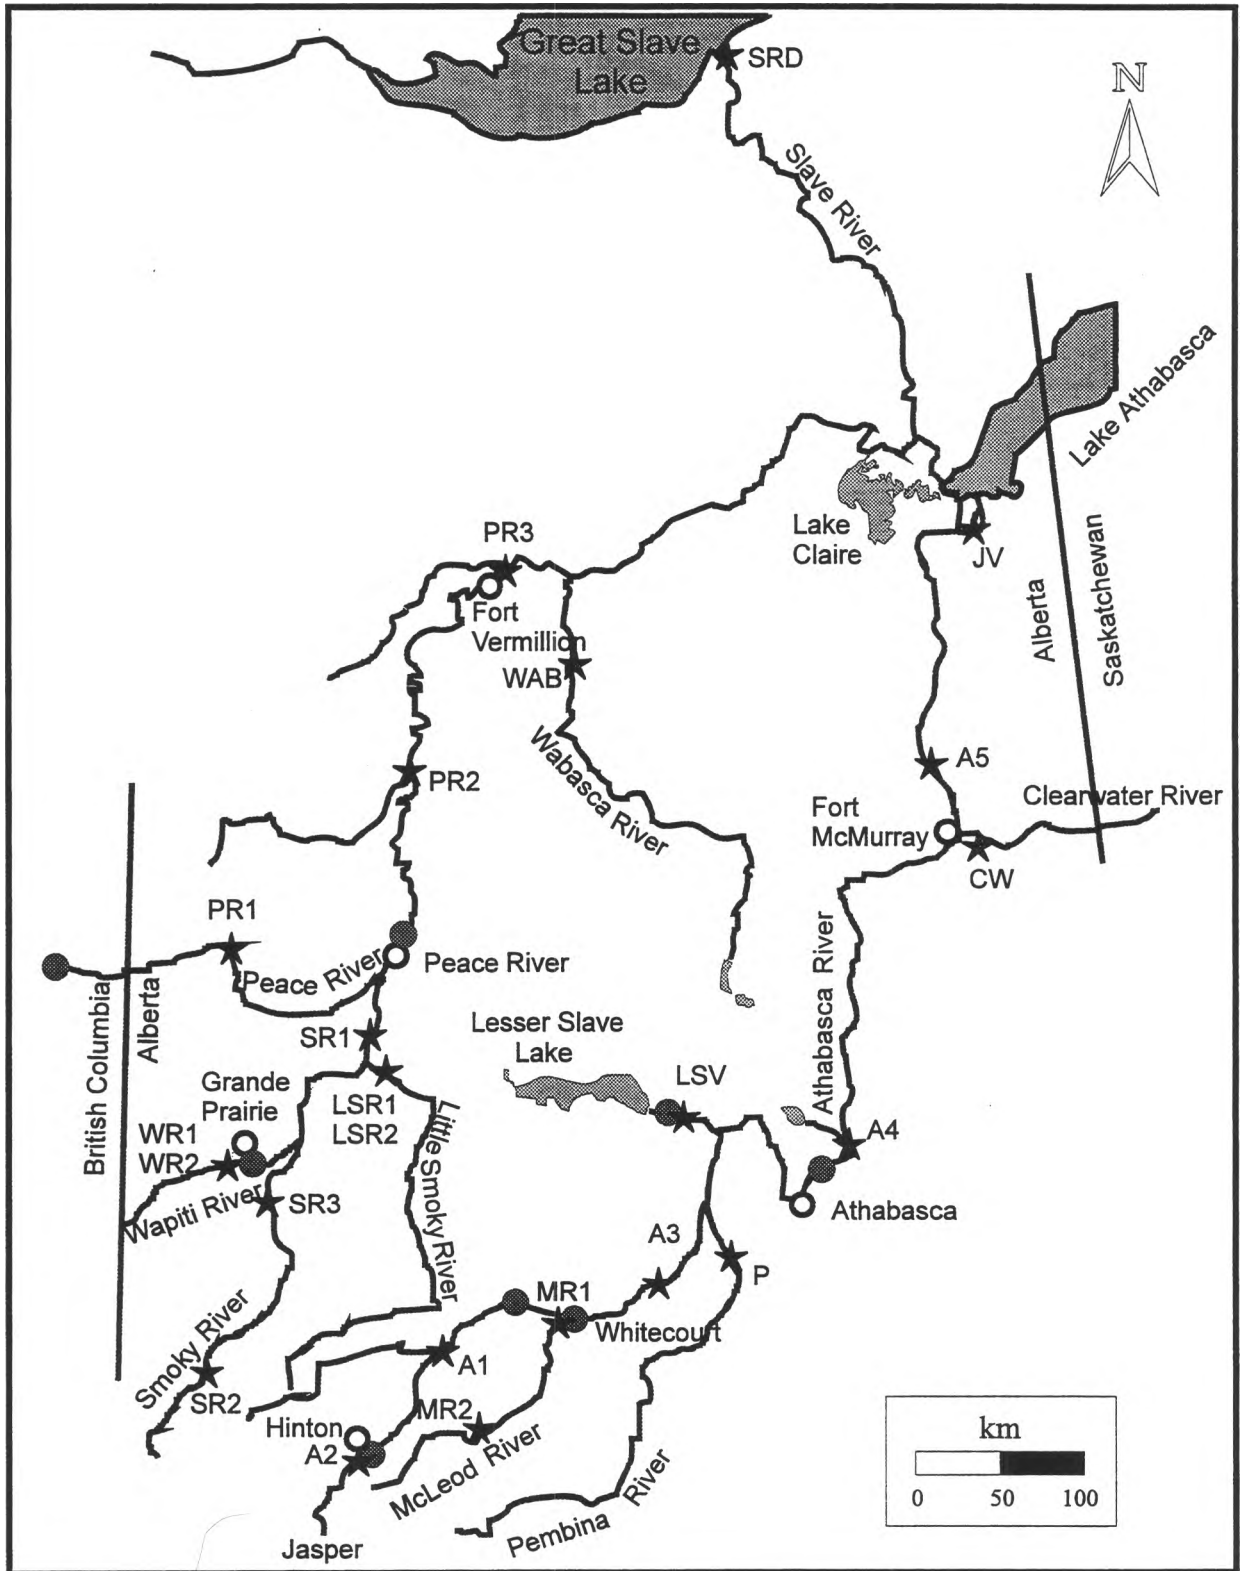 Great Slave
Lake
SRD
N
Slave River
Lake Athabasca
Lake
Claire
JV
Alberta
Saskatchewan
PR3
Fort
Vermillion
WAB
Wabasca River
PR2
A5
Clearwater River
Fort
McMurray
CW
PR1
Peace River
Peace River
British Columbia
Alberta
SR1
Lesser Slave
Lake
LSV
Athabasca River
Grande
Prairie
LSR1
LSR2
WR1
WR2
Little Smoky River
A4
Wapiti River
SR3
Athabasca
A3
P
MR1
Whitecourt
Smoky River
A1
SR2
MR2
Hinton
A2
McLeod River
Pembina River
Jasper
km
0 50 100